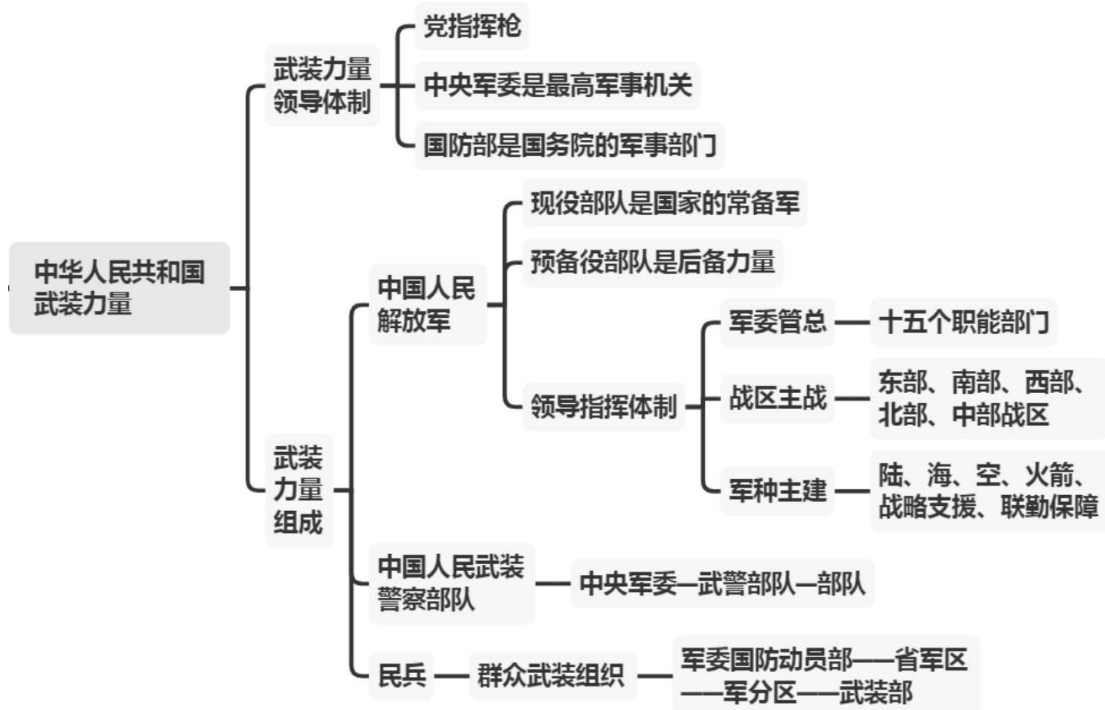 中华人民共和国
武装力量
武装力量
领导体制
党指挥枪
中央军委是最高军事机关
国防部是国务院的军事部门
武装
力量
组成
中国人民
解放军
现役部队是国家的常备军
预备役部队是后备力量
领导指挥体制
军委管总
十五个职能部门
战区主战
东部、南部、西部、
北部、中部战区
军种主建
陆、海、空、火箭、
战略支援、联勤保障
中国人民武装
警察部队
中央军委—武警部队—部队
民兵
群众武装组织
军委国防动员部——省军区
——军分区——武装部